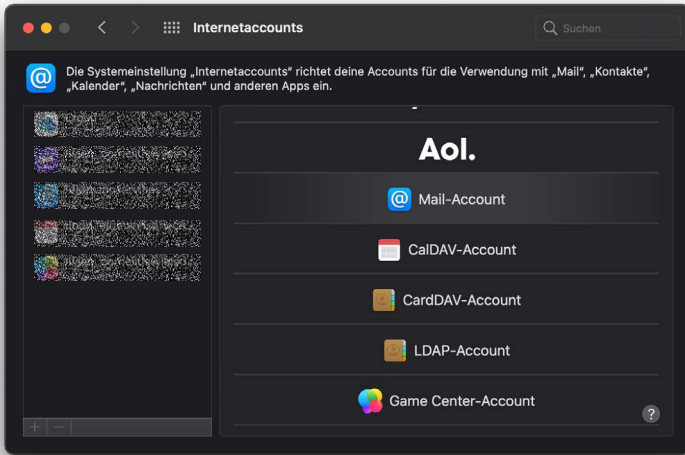 Internetaccounts
Suchen
Die Systemeinstellung „Internetaccounts“ richtet deine Accounts für die Verwendung mit „Mail“, „Kontakte“,
„Kalender“, „Nachrichten“ und anderen Apps ein.
Aol.
Mail-Account
CalDAV-Account
CardDAV-Account
LDAP-Account
Game Center-Account
?